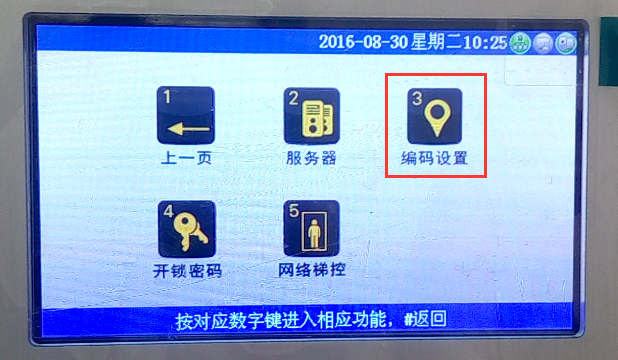 2016-08-30 星期二10:25
1
2
3
上一页
服务器
编码设置
4
5
开锁密码
网络梯控
按对应数字键进入相应功能，#返回